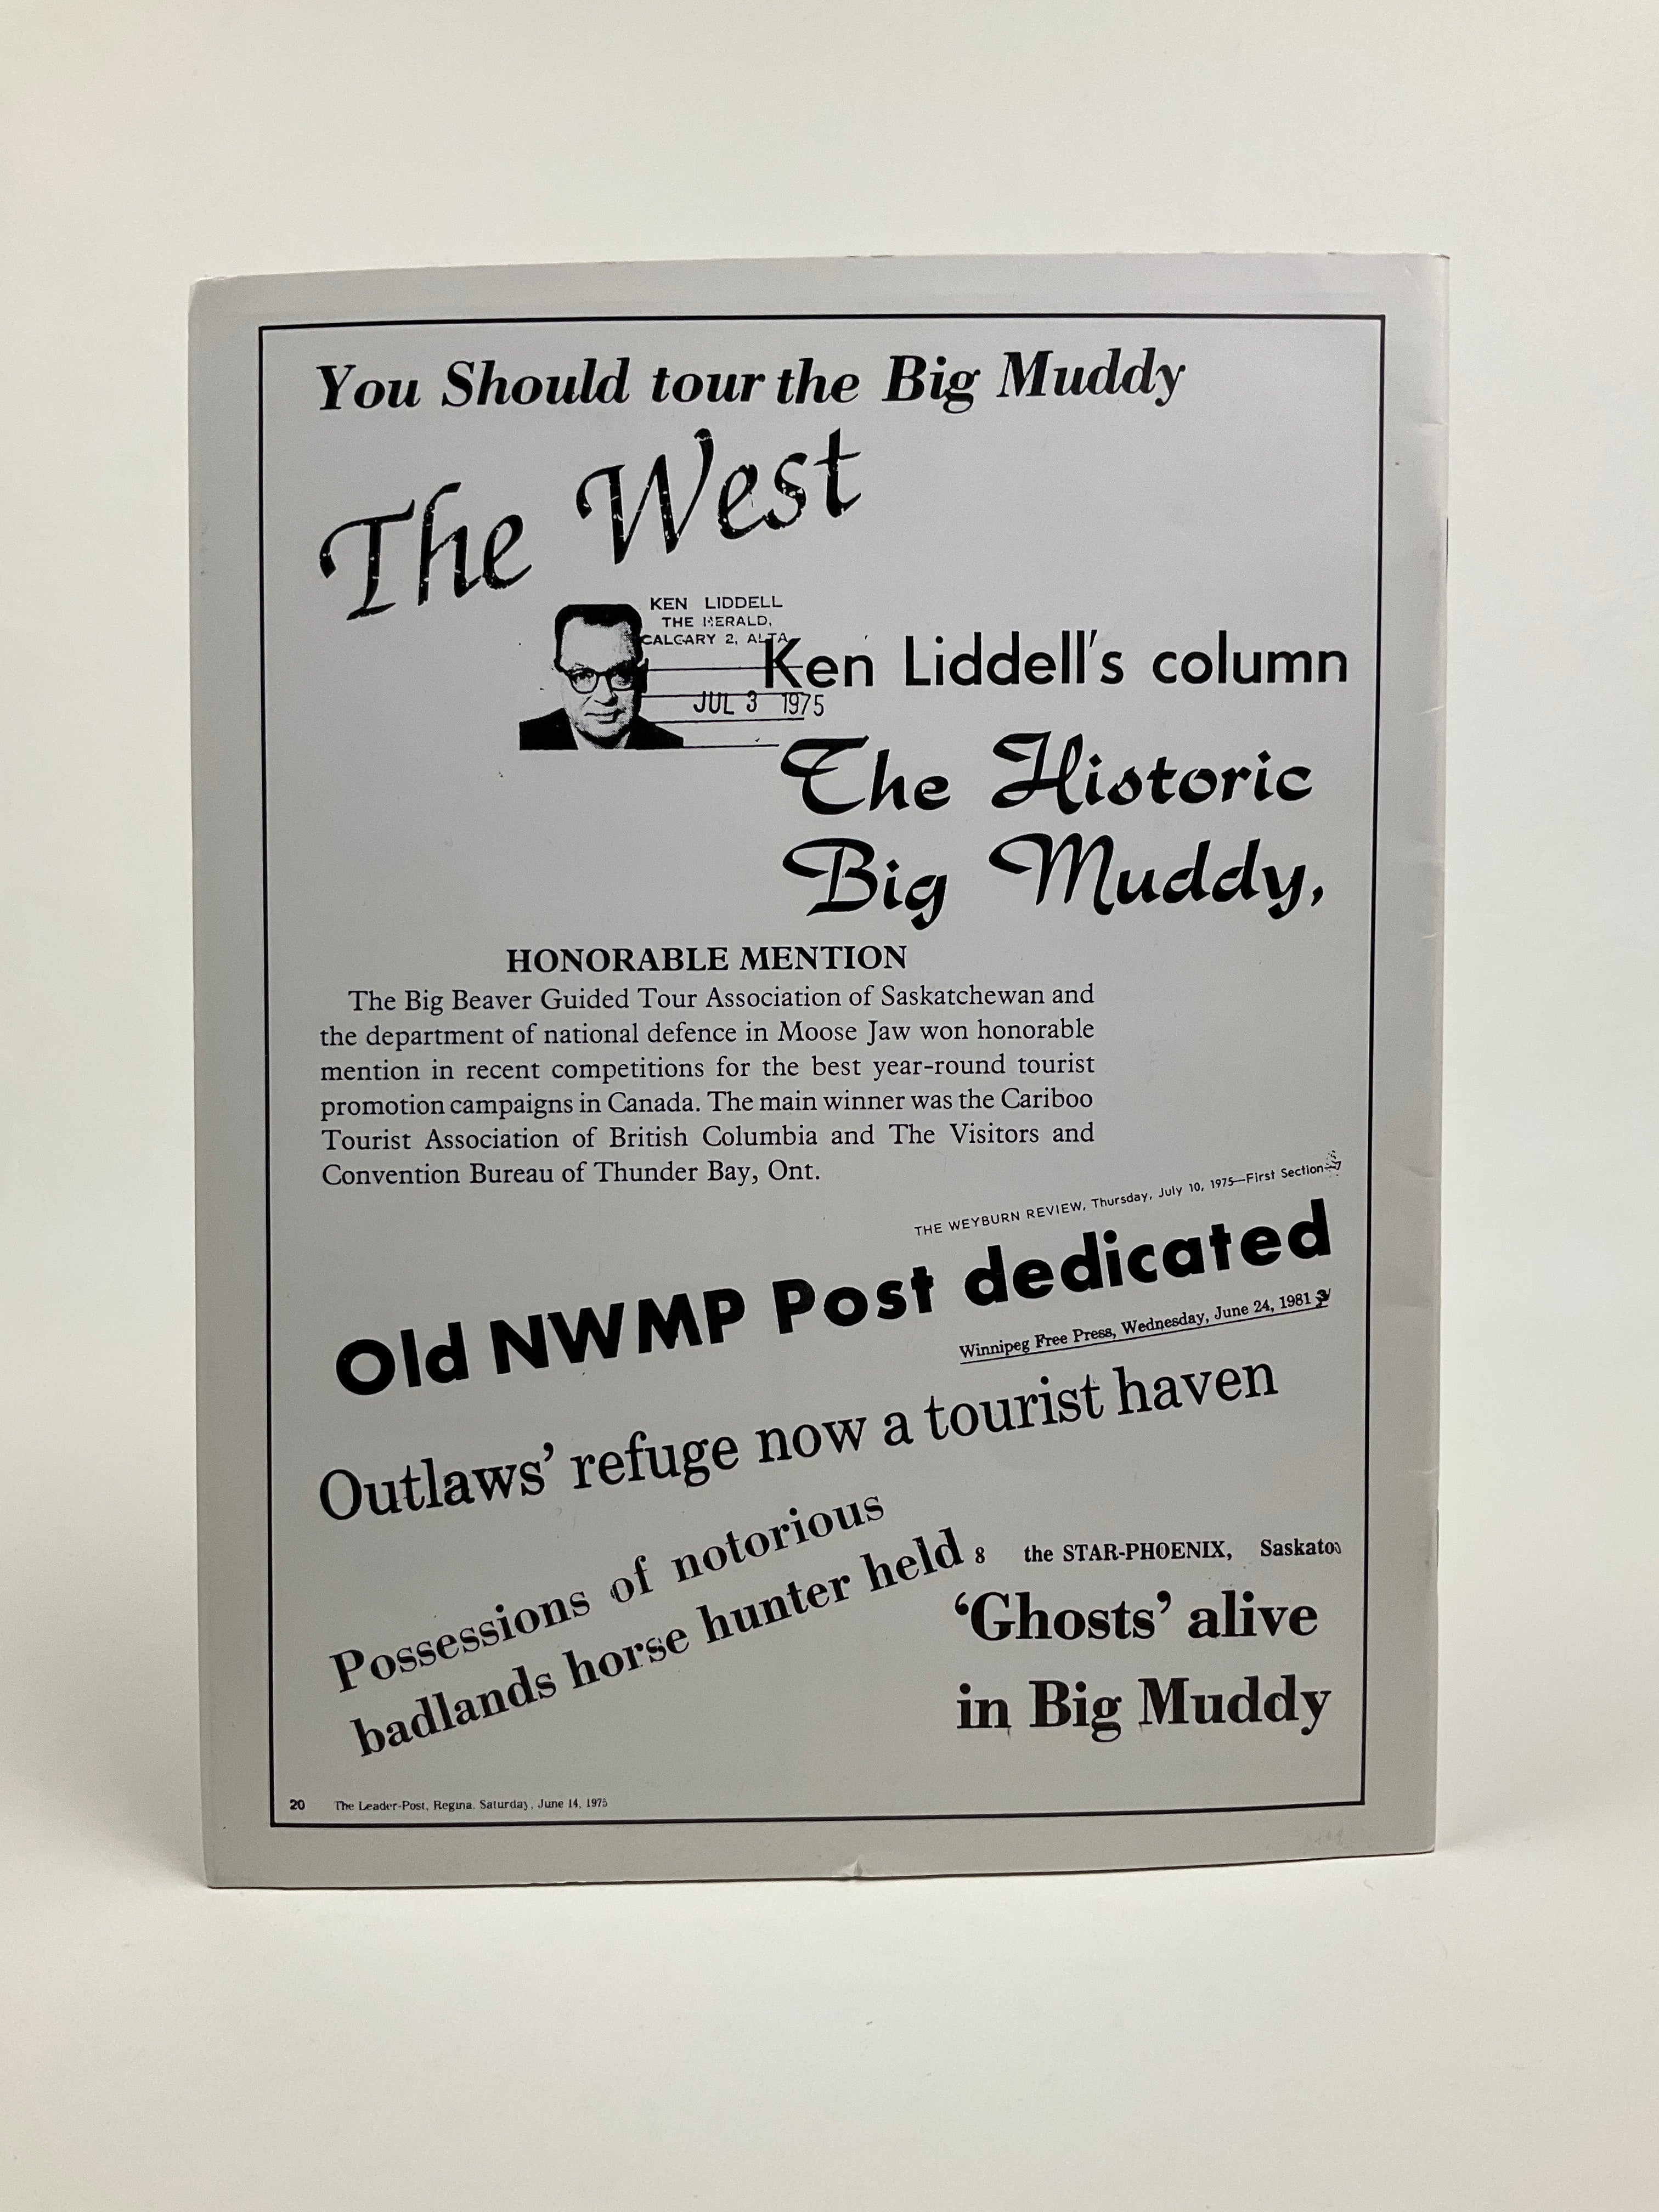 You Should tour the Big Muddy
The West
KEN LIDDELL
THE HERALD,
CALGARY 2, ALTA
Ken Liddell's column
JUL 3 1975
The Historic
Big Muddy,
HONORABLE MENTION
The Big Beaver Guided Tour Association of Saskatchewan and
the department of national defence in Moose Jaw won honorable
mention in recent competitions for the best year-round tourist
promotion campaigns in Canada. The main winner was the Cariboo
Tourist Association of British Columbia and The Visitors and
Convention Bureau of Thunder Bay, Ont.
THE WEYBURN REVIEW, Thursday, July 10, 1975—First Section
Old NWMP Post dedicated
Winnipeg Free Press, Wednesday, June 24, 1981
Outlaws' refuge now a tourist haven
Possessions of notorious
badlands horse hunter held
8 the STAR-PHOENIX, Saskatoo
'Ghosts' alive
in Big Muddy
20 The Leader-Post, Regina. Saturday, June 14, 1975